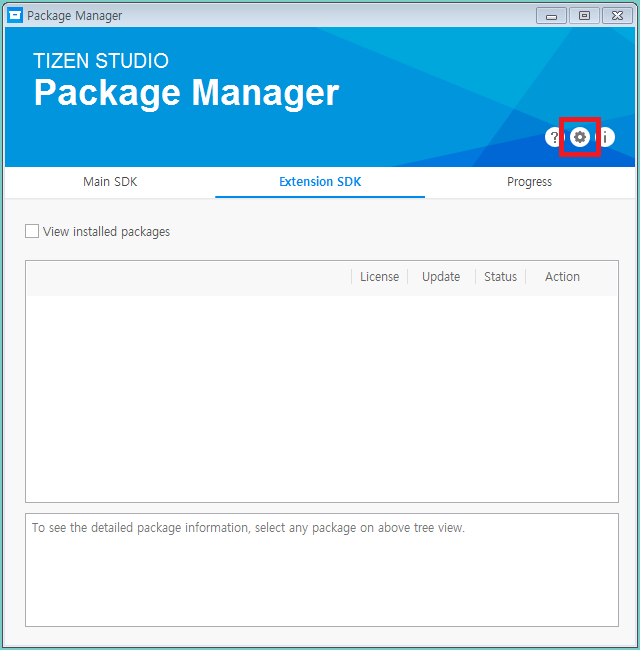 Package Manager
TIZEN STUDIO
Package Manager
? i
Main SDK Extension SDK Progress
View installed packages
License Update Status Action
To see the detailed package information, select any package on above tree view.